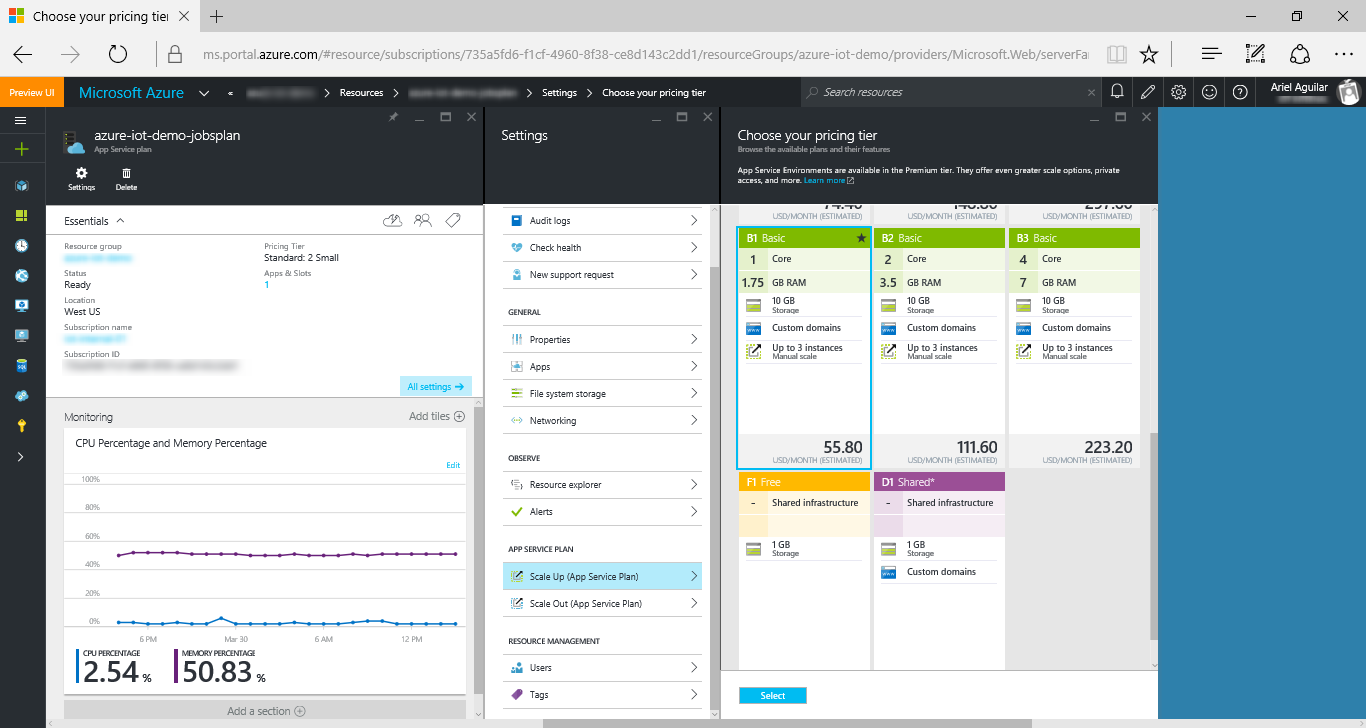 Choose your pricing tie
ms.portal.azure.com/#resource/subscriptions/735a5fd6-f1cf-4960-8f38-ce8d143c2dd1/resourceGroups/azure-iot-demo/providers/Microsoft.Web/serverFa
Preview UI
Microsoft Azure
Resources
Settings
Choose your pricing tier
Search resources
Ariel Aguilar
azure-iot-demo-jobsplan
App Service plan
Settings
Delete
Essentials
Resource group
Pricing Tier
Standard: 2 Small
Status
Ready
Apps & Slots
1
Location
West US
Subscription name
Subscription ID
All settings →
Monitoring
Add tiles
CPU Percentage and Memory Percentage
Edit
100%
80%
60%
40%
20%
0%
6 PM
Mar 30
6 AM
12 PM
CPU PERCENTAGE
2.54 %
MEMORY PERCENTAGE
50.83 %
Add a section
Settings
Audit logs
Check health
New support request
GENERAL
Properties
Apps
File system storage
Networking
OBSERVE
Resource explorer
Alerts
APP SERVICE PLAN
Scale Up (App Service Plan)
Scale Out (App Service Plan)
RESOURCE MANAGEMENT
Users
Tags
Choose your pricing tier
Browse the available plans and their features
App Service Environments are available in the Premium tier. They offer even greater scale options, private
access, and more. Learn more
USD/MONTH (ESTIMATED)
USD/MONTH (ESTIMATED)
USD/MONTH (ESTIMATED)
B1 Basic
1 Core
1.75 GB RAM
10 GB
Storage
Custom domains
Up to 3 instances
Manual scale
55.80
USD/MONTH (ESTIMATED)
B2 Basic
2 Core
3.5 GB RAM
10 GB
Storage
Custom domains
Up to 3 instances
Manual scale
111.60
USD/MONTH (ESTIMATED)
B3 Basic
4 Core
7 GB RAM
10 GB
Storage
Custom domains
Up to 3 instances
Manual scale
223.20
USD/MONTH (ESTIMATED)
F1 Free
- Shared infrastructure
1 GB
Storage
D1 Shared*
- Shared infrastructure
1 GB
Storage
Custom domains
Select